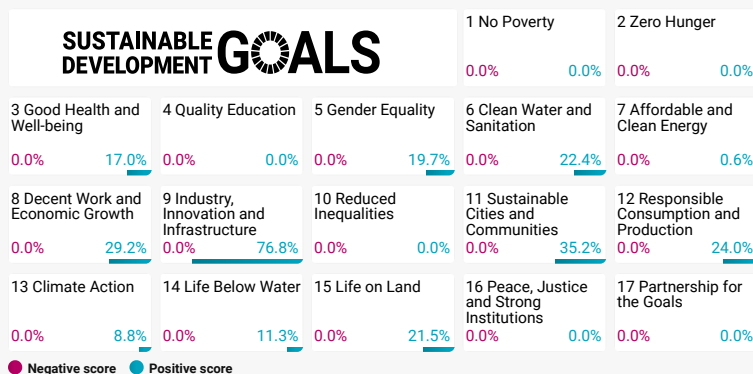 SUSTAINABLE
DEVELOPMENT
GOALS
1 No Poverty
0.0% 0.0%
2 Zero Hunger
0.0% 0.0%
3 Good Health and
Well-being
0.0% 17.0%
4 Quality Education
0.0% 0.0%
5 Gender Equality
0.0% 19.7%
6 Clean Water and
Sanitation
0.0% 22.4%
7 Affordable and
Clean Energy
0.0% 0.6%
8 Decent Work and
Economic Growth
0.0% 29.2%
9 Industry,
Innovation and
Infrastructure
0.0% 76.8%
10 Reduced
Inequalities
0.0% 0.0%
11 Sustainable
Cities and
Communities
0.0% 35.2%
12 Responsible
Consumption and
Production
0.0% 24.0%
13 Climate Action
0.0% 8.8%
14 Life Below Water
0.0% 11.3%
15 Life on Land
0.0% 21.5%
16 Peace, Justice
and Strong
Institutions
0.0% 0.0%
17 Partnership for
the Goals
0.0% 0.0%
Negative score Positive score